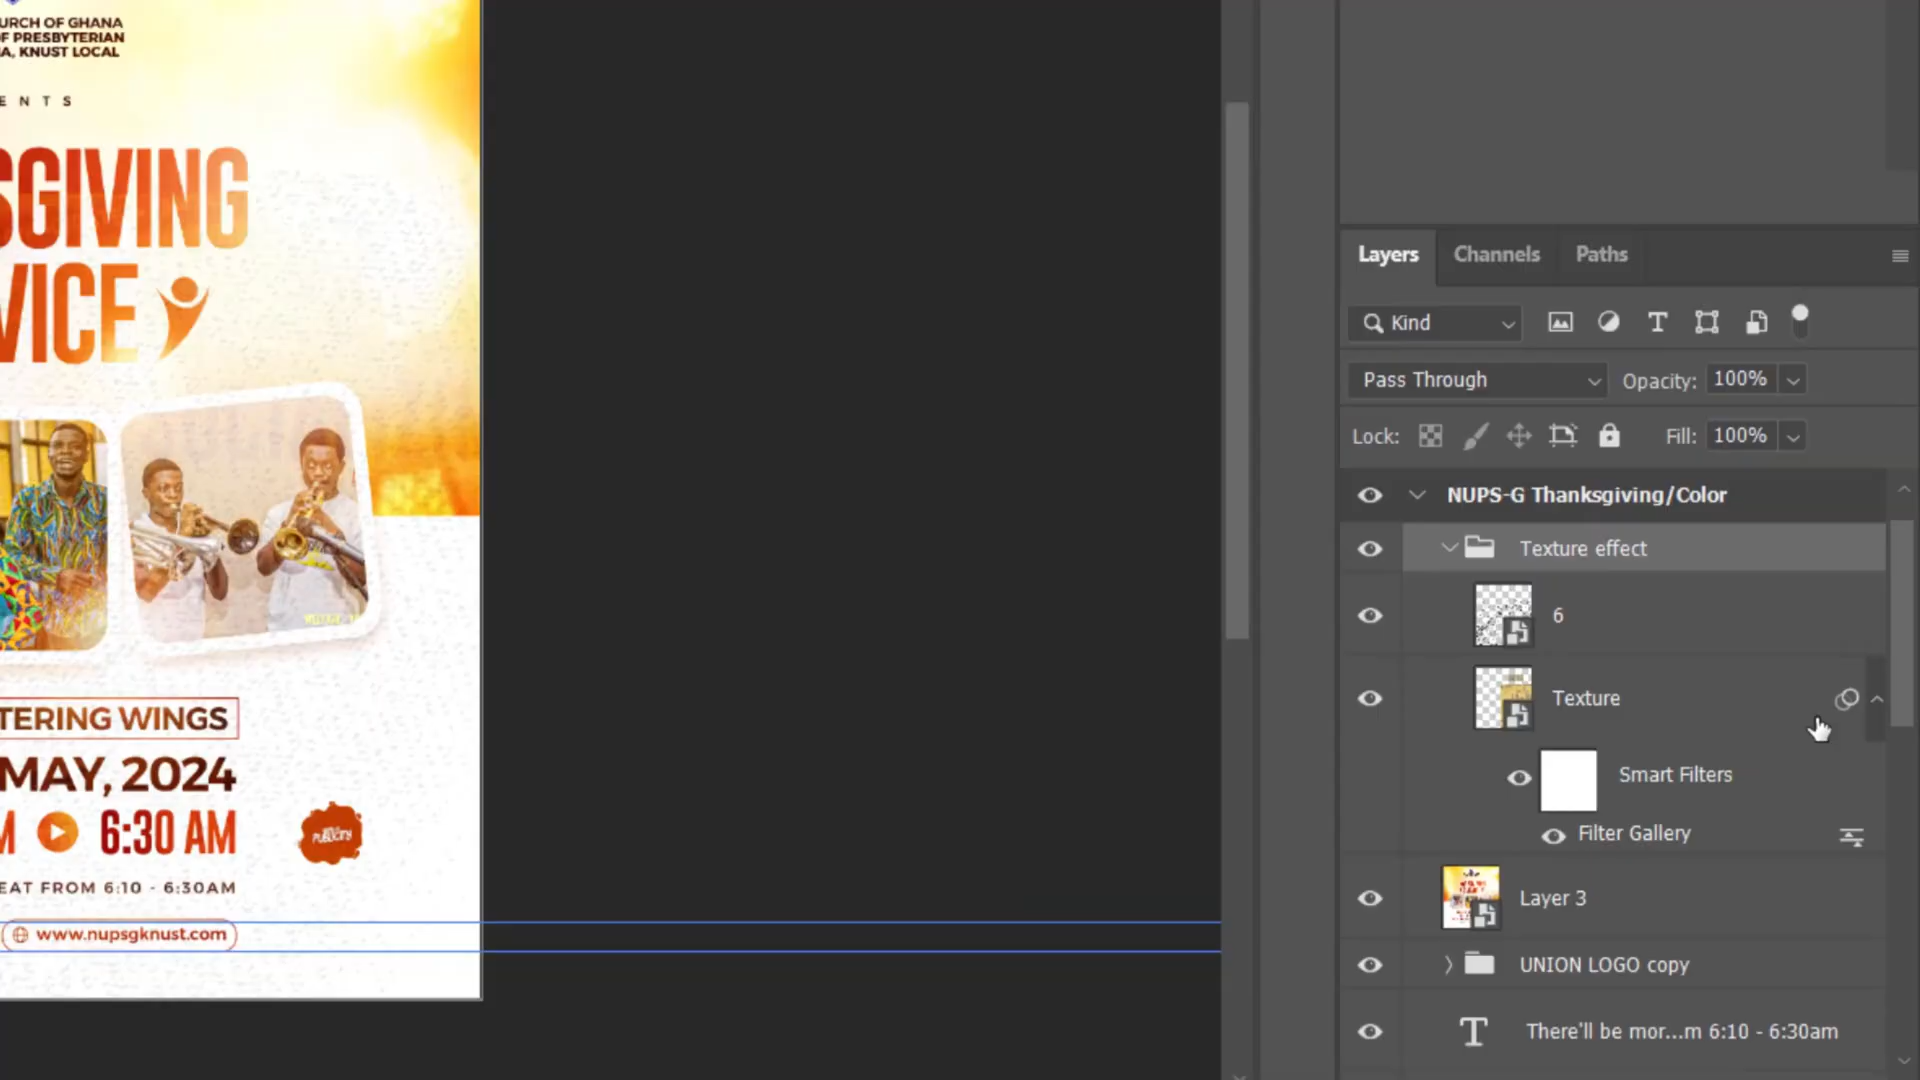 URCH OF GHANA
F PRESBYTERIAN
A, KNUST LOCAL
ENTS
SGIVING
VICE
TERING WINGS
MAY, 2024
M 6:30 AM
PUBLICITY
EAT FROM 6:10 - 6:30AM
www.nupsgknust.com
Layers Channels Paths
Kind
Pass Through Opacity: 100%
Lock: Fill: 100%
NUPS-G Thanksgiving/Color
Texture effect
6
Texture
Smart Filters
Filter Gallery
Layer 3
UNION LOGO copy
There'll be mor...m 6:10 - 6:30am